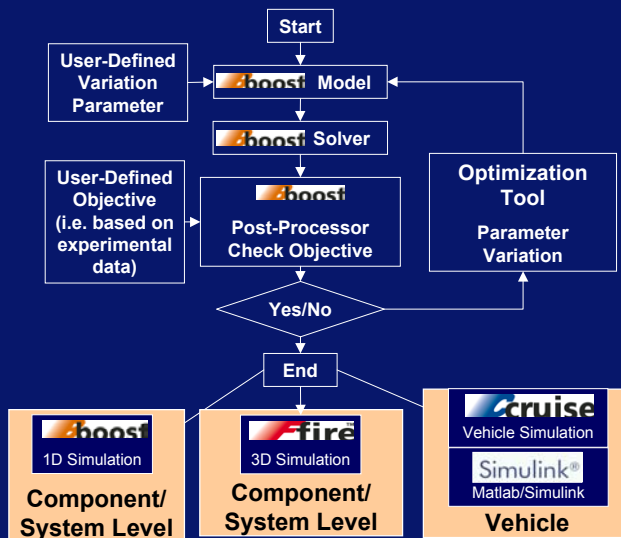 Start
User-Defined
Variation
Parameter
boost Model
boost Solver
User-Defined
Objective
(i.e. based on
experimental
data)
boost
Post-Processor
Check Objective
Optimization
Tool
Parameter
Variation
Yes/No
End
boost
1D Simulation
Component/
System Level
fire™
3D Simulation
Component/
System Level
cruise
Vehicle Simulation
Simulink®
Matlab/Simulink
Vehicle